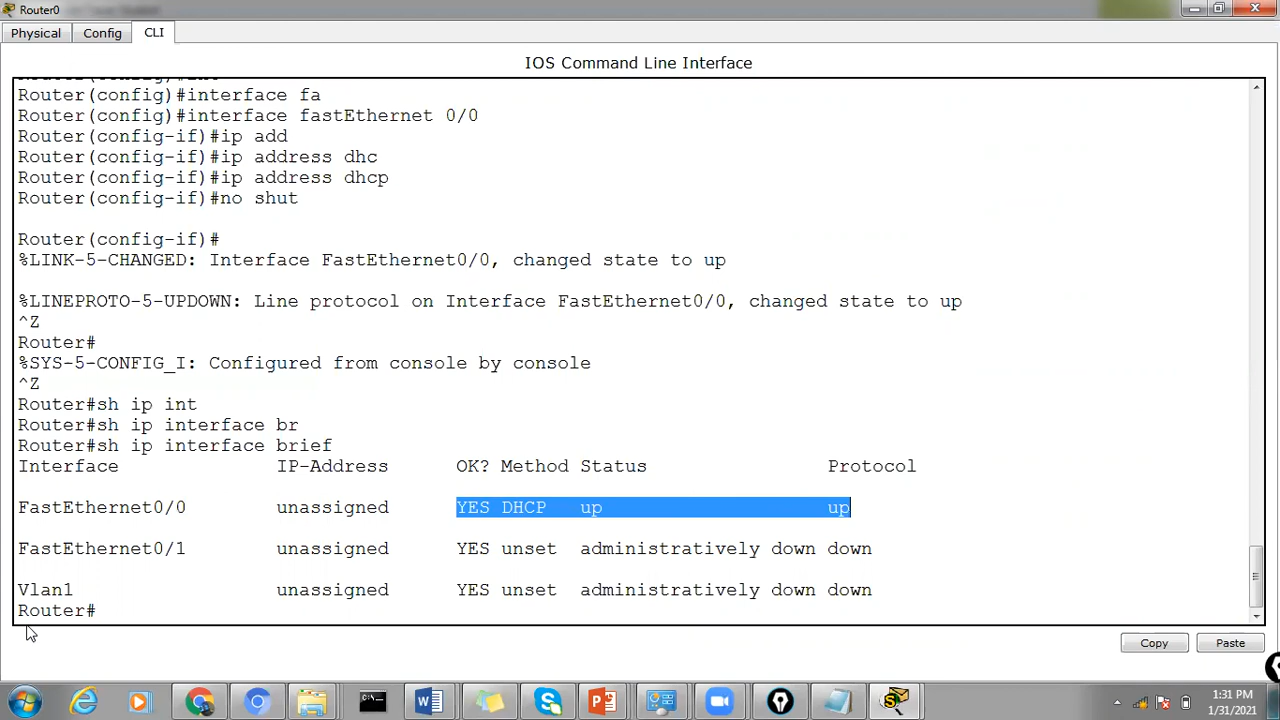 Router0
Physical Config CLI
IOS Command Line Interface
Router(config)#interface fa
Router(config)#interface fastEthernet 0/0
Router(config-if)#ip add
Router(config-if)#ip address dhc
Router(config-if)#ip address dhcp
Router(config-if)#no shut
Router(config-if)#
%LINK-5-CHANGED: Interface FastEthernet0/0, changed state to up
%LINEPROTO-5-UPDOWN: Line protocol on Interface FastEthernet0/0, changed state to up
^Z
Router#
%SYS-5-CONFIG_I: Configured from console by console
^Z
Router#sh ip int
Router#sh ip interface br
Router#sh ip interface brief
Interface IP-Address OK? Method Status Protocol
FastEthernet0/0 unassigned YES DHCP up up
FastEthernet0/1 unassigned YES unset administratively down down
Vlan1 unassigned YES unset administratively down down
Router#
Copy Paste
1:31 PM
1/31/2021